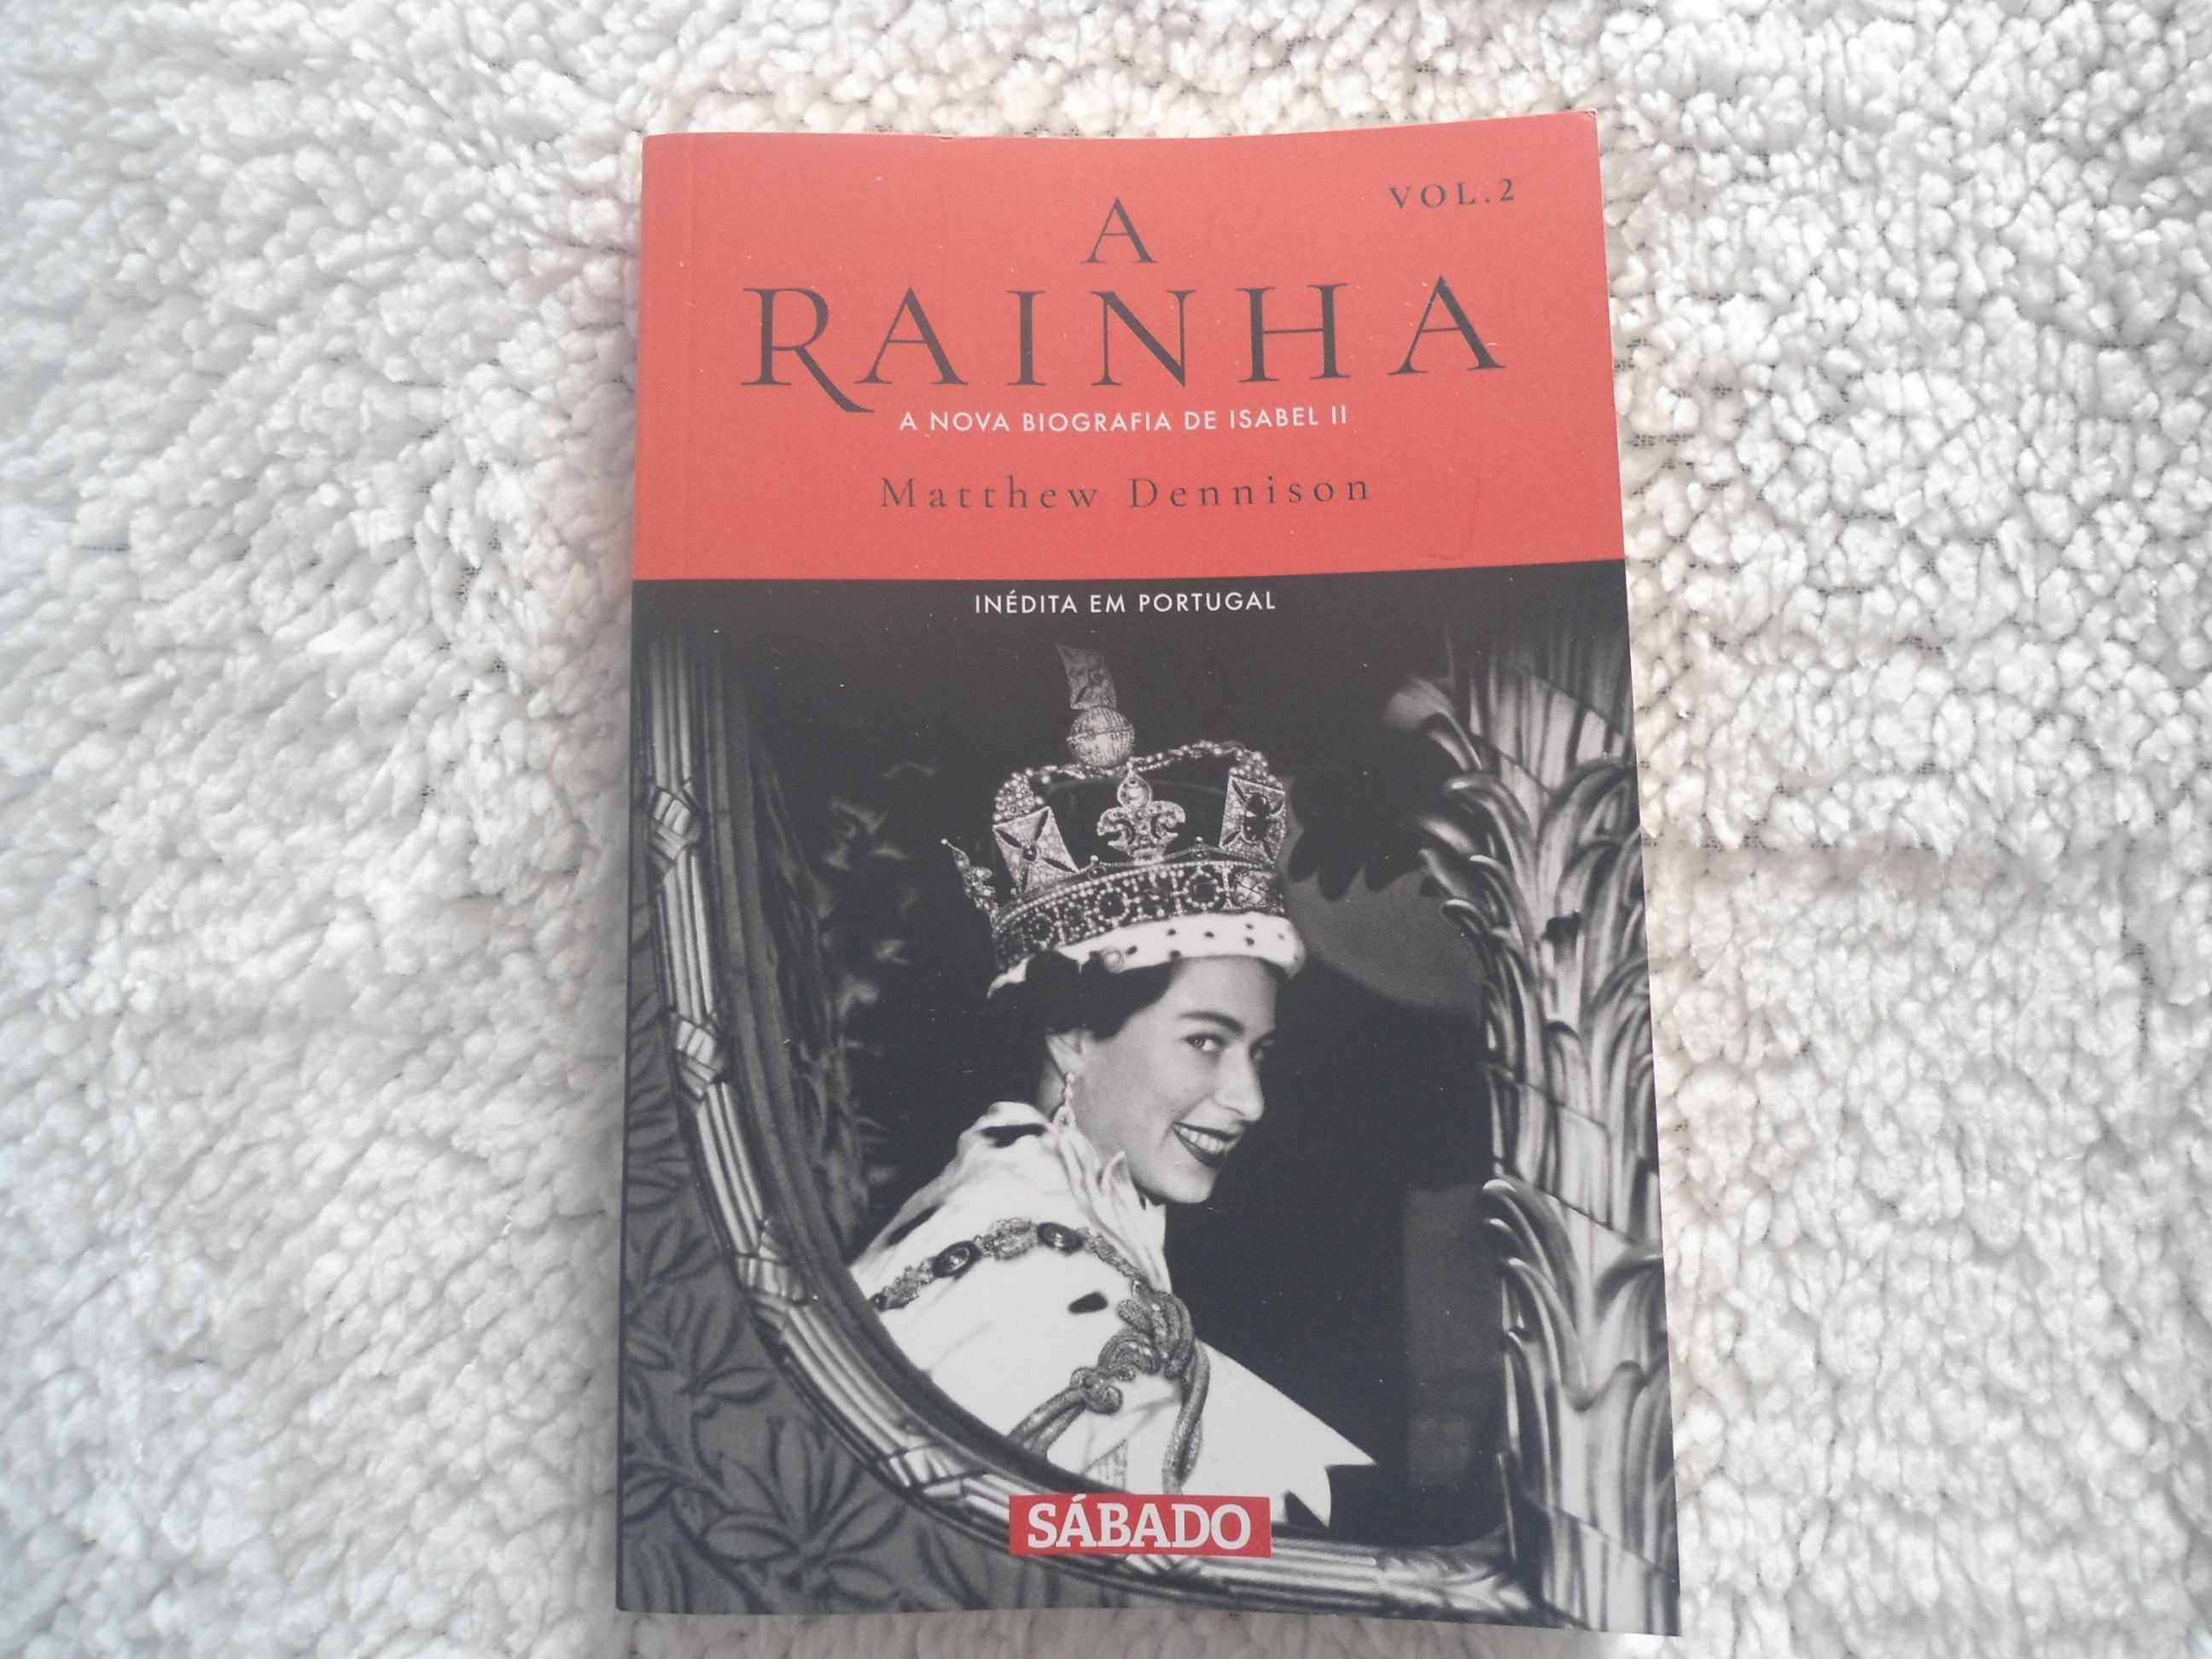 VOL.2
A
RAINHA
A NOVA BIOGRAFIA DE ISABEL II
Matthew Dennison
INÉDITA EM PORTUGAL
SÁBADO